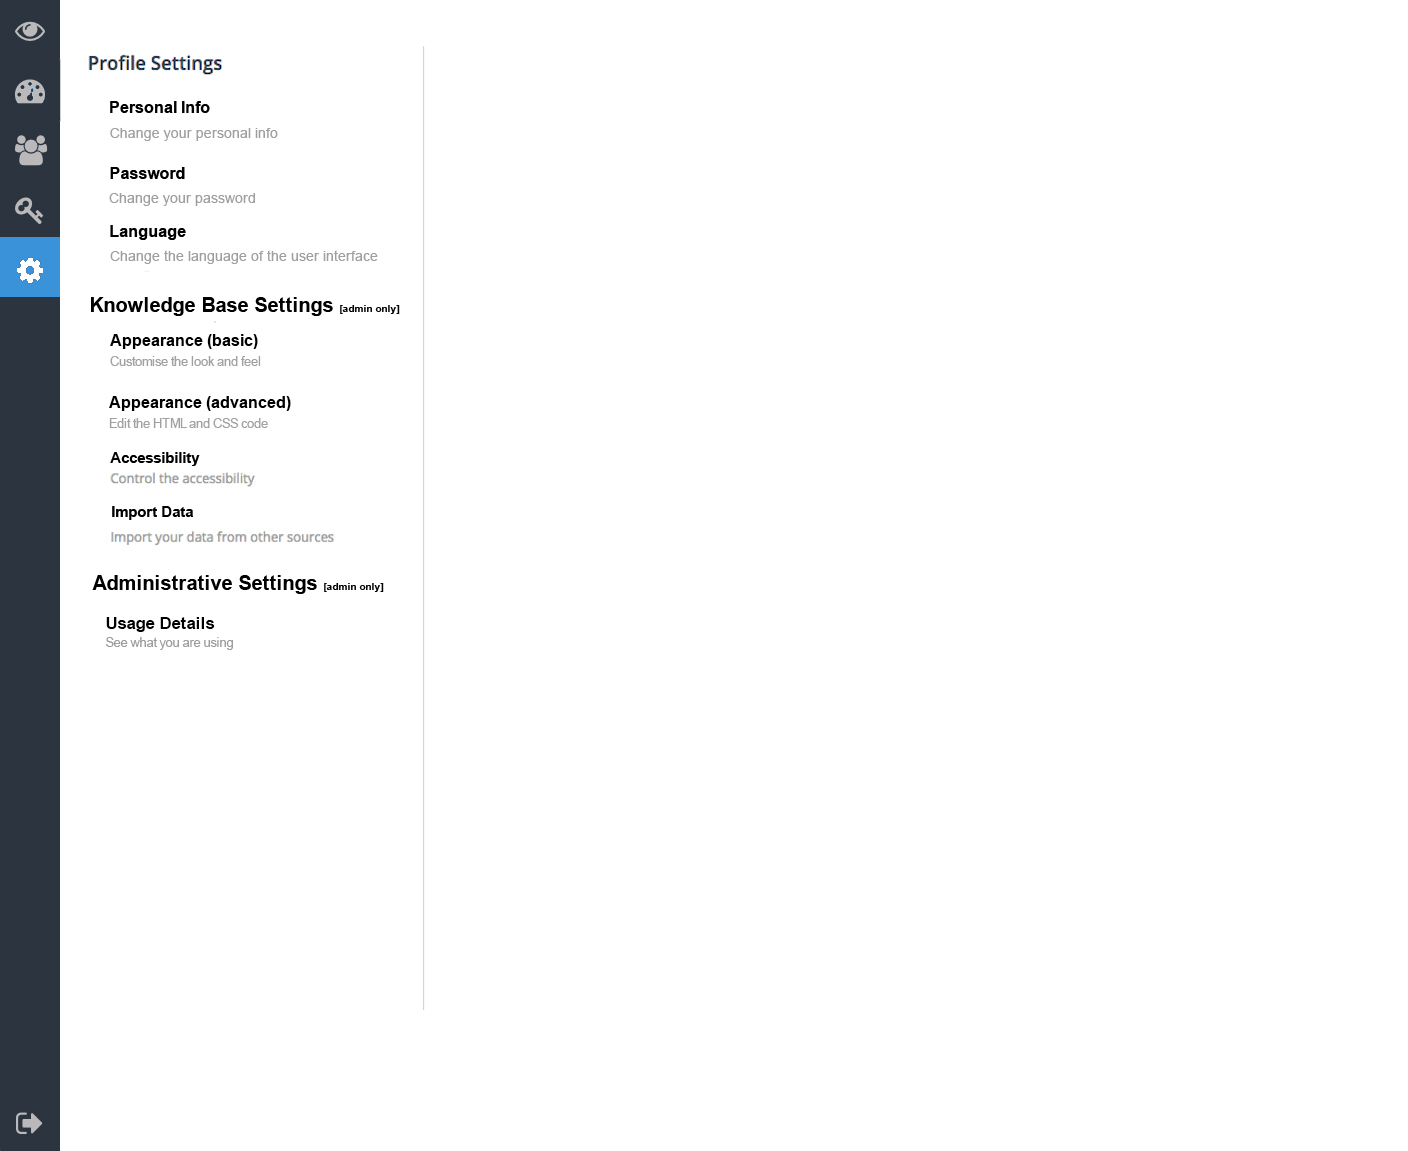 Profile Settings
Personal Info
Change your personal info
Password
Change your password
Language
Change the language of the user interface
Knowledge Base Settings [admin only]
Appearance (basic)
Customise the look and feel
Appearance (advanced)
Edit the HTML and CSS code
Accessibility
Control the accessibility
Import Data
Import your data from other sources
Administrative Settings [admin only]
Usage Details
See what you are using